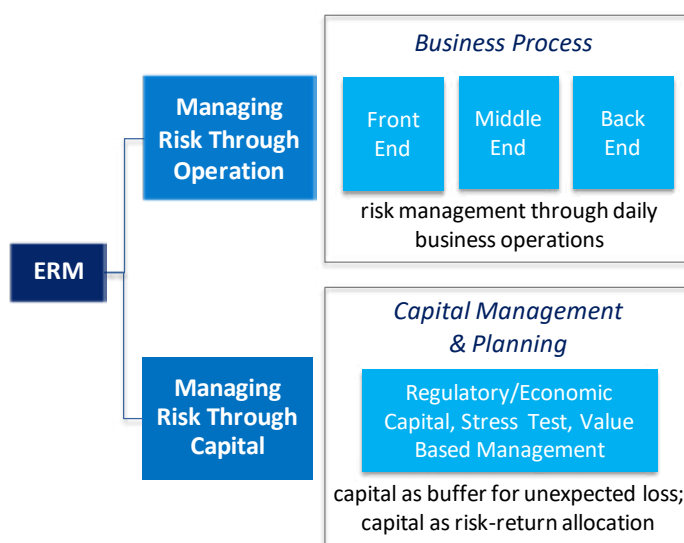 ERM
Managing
Risk Through
Operation
Business Process
Front
End
Middle
End
Back
End
risk management through daily
business operations
Managing
Risk Through
Capital
Capital Management
& Planning
Regulatory/Economic
Capital, Stress Test, Value
Based Management
capital as buffer for unexpected loss;
capital as risk-return allocation